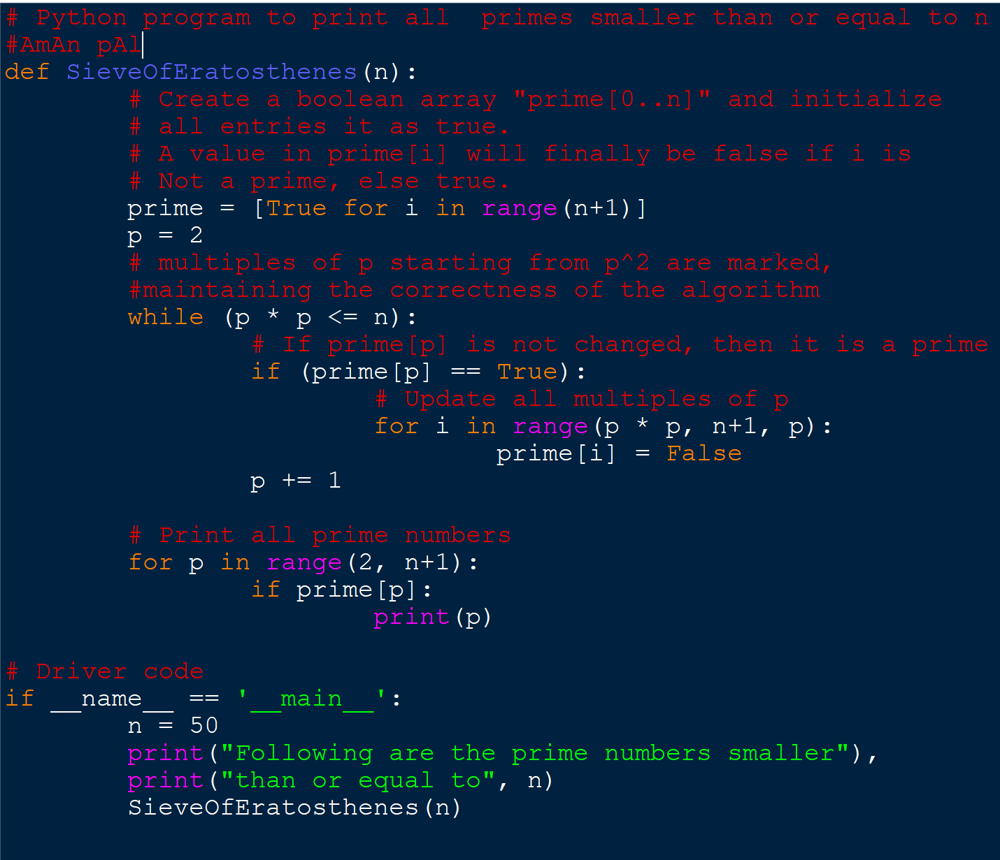 # Python program to print all  primes smaller than or equal to n
#AmAn pAl
def SieveOfEratosthenes(n):
        # Create a boolean array "prime[0..n]" and initialize
        # all entries it as true.
        # A value in prime[i] will finally be false if i is
        # Not a prime, else true.
        prime = [True for i in range(n+1)]
        p = 2
        # multiples of p starting from p^2 are marked,
        #maintaining the correctness of the algorithm
        while (p * p <= n):
                # If prime[p] is not changed, then it is a prime
                if (prime[p] == True):
                        # Update all multiples of p
                        for i in range(p * p, n+1, p):
                                prime[i] = False
                p += 1

        # Print all prime numbers
        for p in range(2, n+1):
                if prime[p]:
                        print(p)

# Driver code
if __name__ == '__main__':
        n = 50
        print("Following are the prime numbers smaller"),
        print("than or equal to", n)
        SieveOfEratosthenes(n)